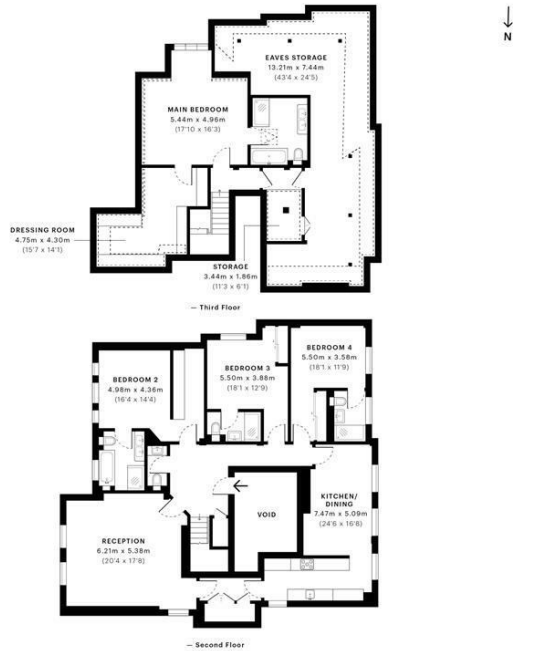 N
EAVES STORAGE
13.21m x 7.44m
(43'4 x 24'5)
MAIN BEDROOM
5.44m x 4.96m
(17'10 x 16'3)
DRESSING ROOM
4.75m x 4.30m
(15'7 x 14'1)
STORAGE
3.44m x 1.86m
(11'3 x 6'1)
— Third Floor
BEDROOM 2
4.98m x 4.36m
(16'4 x 14'4)
BEDROOM 3
5.50m x 3.88m
(18'1 x 12'9)
BEDROOM 4
5.50m x 3.58m
(18'1 x 11'9)
KITCHEN/
DINING
7.47m x 5.09m
(24'6 x 16'8)
VOID
RECEPTION
6.21m x 5.38m
(20'4 x 17'8)
— Second Floor